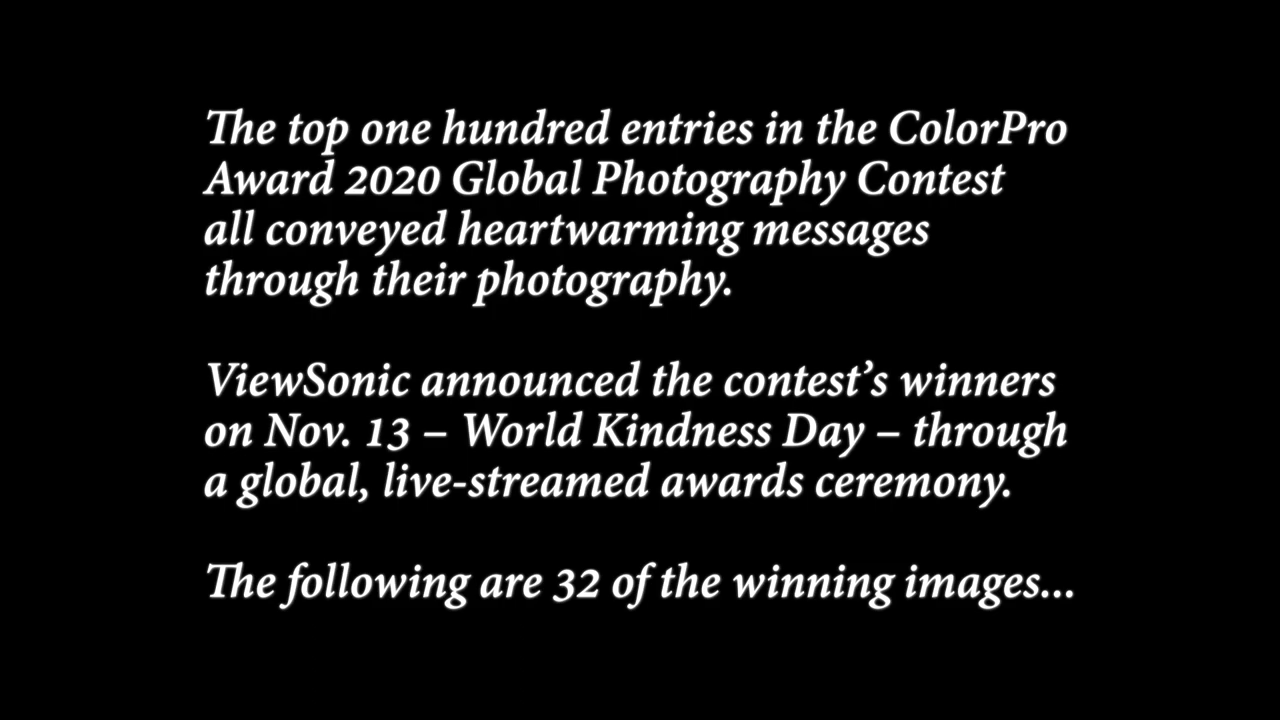 The top one hundred entries in the ColorPro
Award 2020 Global Photography Contest
all conveyed heartwarming messages
through their photography.
ViewSonic announced the contest’s winners
on Nov. 13 – World Kindness Day – through
a global, live-streamed awards ceremony.
The following are 32 of the winning images...